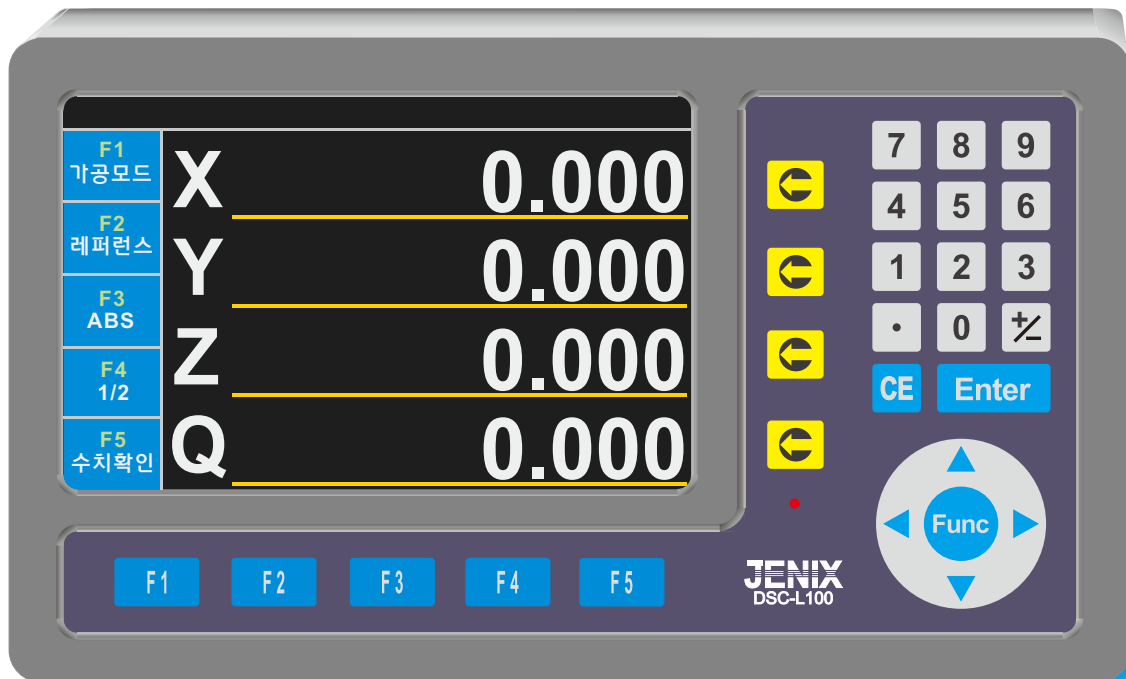 F1
가공모드
F2
레퍼런스
F3
ABS
F4
1/2
F5
수치확인
X 0.000
Y 0.000
Z 0.000
Q 0.000
7 8 9
4 5 6
1 2 3
. 0 +/-
CE Enter
Func
F1 F2 F3 F4 F5
JENIX
DSC-L100